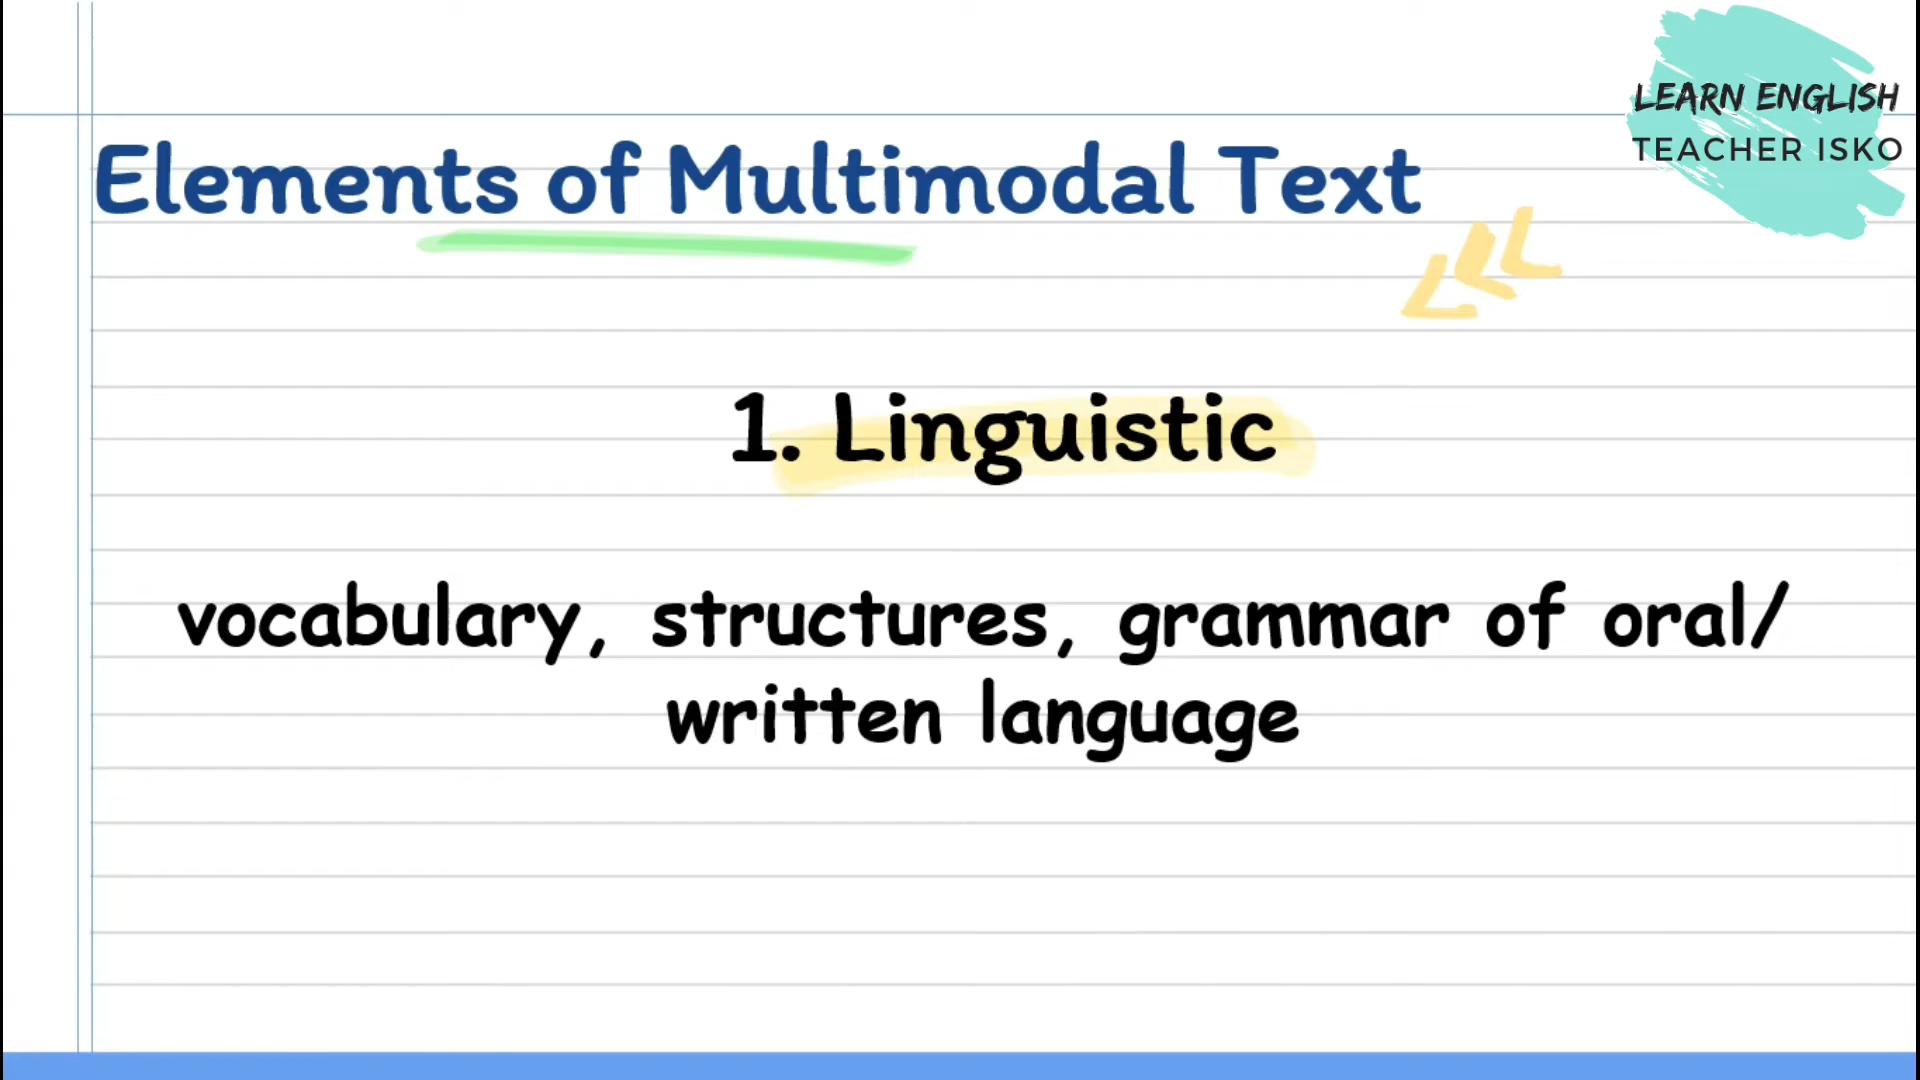 LEARN ENGLISH
TEACHER ISKO
Elements of Multimodal Text
1. Linguistic
vocabulary, structures, grammar of oral/
written language